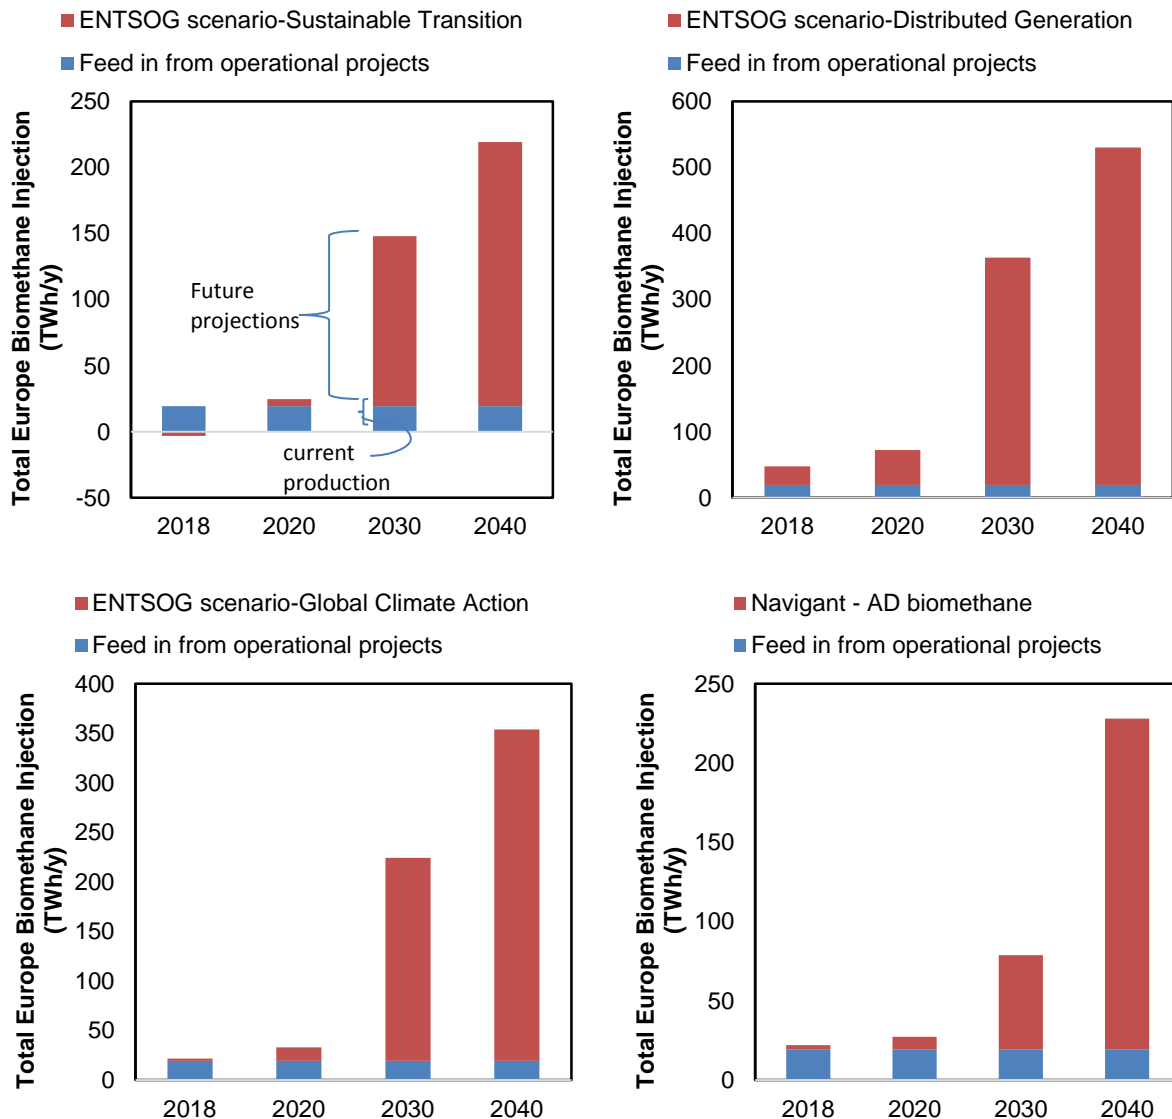 ENTSOG scenario-Sustainable Transition
Feed in from operational projects
Total Europe Biomethane Injection
(TWh/y)
250
200
150
100
50
0
-50
Future
projections
current
production
2018 2020 2030 2040
ENTSOG scenario-Distributed Generation
Feed in from operational projects
Total Europe Biomethane Injection
(TWh/y)
600
500
400
300
200
100
0
2018 2020 2030 2040
ENTSOG scenario-Global Climate Action
Feed in from operational projects
Total Europe Biomethane Injection
(TWh/y)
400
350
300
250
200
150
100
50
0
2018 2020 2030 2040
Navigant - AD biomethane
Feed in from operational projects
Total Europe Biomethane Injection
(TWh/y)
250
200
150
100
50
0
2018 2020 2030 2040